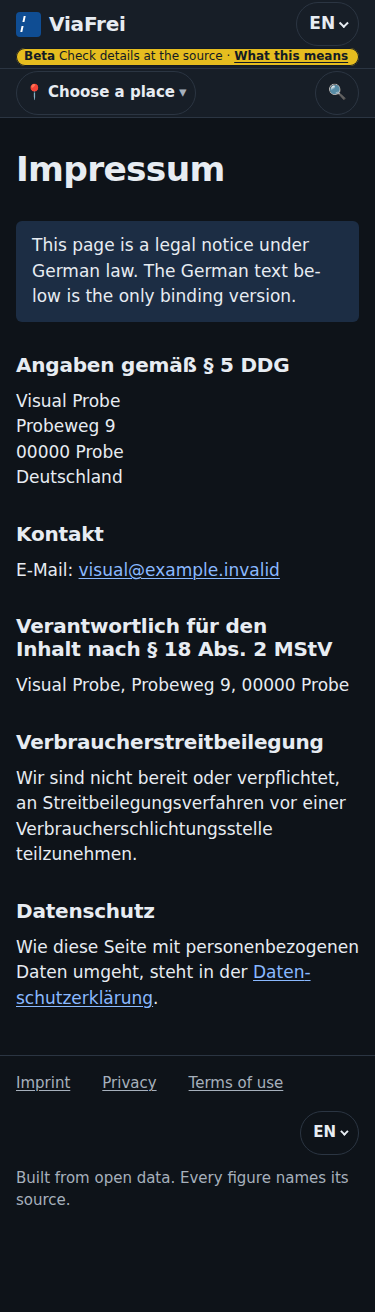 ViaFrei
EN
Beta Check details at the source · What this means
Choose a place
Impressum
This page is a legal notice under
German law. The German text be-
low is the only binding version.
Angaben gemäß § 5 DDG
Visual Probe
Probeweg 9
00000 Probe
Deutschland
Kontakt
E-Mail: visual@example.invalid
Verantwortlich für den
Inhalt nach § 18 Abs. 2 MStV
Visual Probe, Probeweg 9, 00000 Probe
Verbraucherstreitbeilegung
Wir sind nicht bereit oder verpflichtet,
an Streitbeilegungsverfahren vor einer
Verbraucherschlichtungsstelle
teilzunehmen.
Datenschutz
Wie diese Seite mit personenbezogenen
Daten umgeht, steht in der Daten-
schutzerklärung.
Imprint Privacy Terms of use
EN
Built from open data. Every figure names its
source.